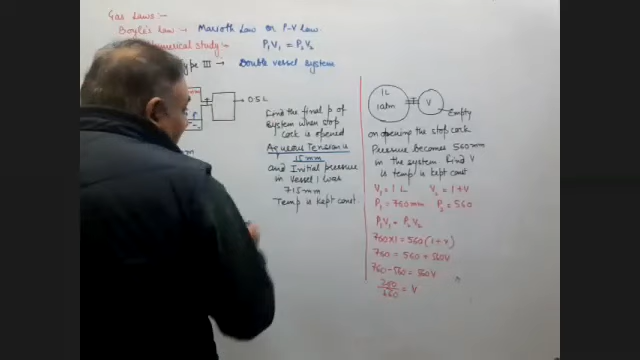 Gas Laws :-
Boyle's law :- Marioth Law or P-V law.
Numerical study :- P₁V₁ = P₂V₂
Type III :- Double vessel system
0.5 L
Find the final p of
system when stop
cock is opened
Aqueous Tension is
15 mm
and Initial pressure
in vessel I was
715 mm
Temp is kept const.
mm
1L
1atm
V
Empty
on opening the stop cock
Pressure becomes 560mm
in the system Find V
is temp is kept const
V₁ = 1 L V₂ = 1+V
P₁ = 760 mm P₂ = 560
P₁V₁ = P₂V₂
760×1 = 560(1+V)
760 = 560 + 560V
760-560 = 560V
200/560 = V